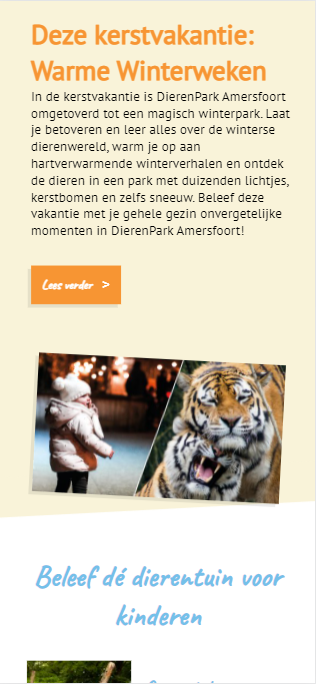 Deze kerstvakantie:
Warme Winterweken
In de kerstvakantie is DierenPark Amersfoort
omgetoverd tot een magisch winterpark. Laat
je betoveren en leer alles over de winterse
dierenwereld, warm je op aan
hartverwarmende winterverhalen en ontdek
de dieren in een park met duizenden lichtjes,
kerstbomen en zelfs sneeuw. Beleef deze
vakantie met je gehele gezin onvergetelijke
momenten in DierenPark Amersfoort!
Lees verder >
Beleef dé dierentuin voor
kinderen